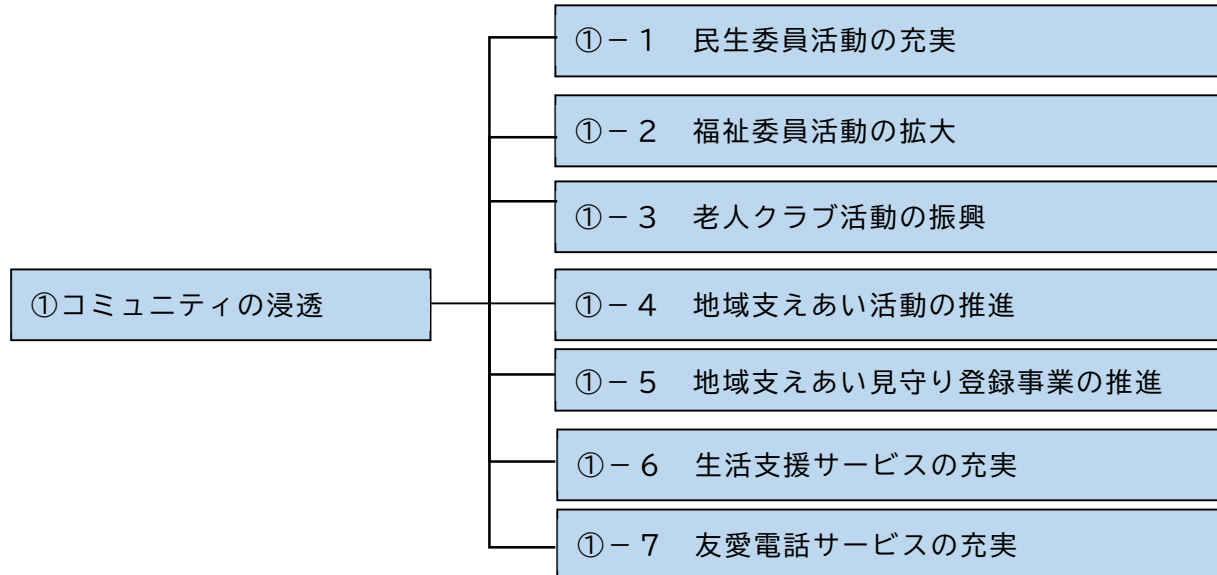 ①－１　民生委員活動の充実
①－２　福祉委員活動の拡大
①－３　老人クラブ活動の振興
①コミュニティの浸透
①－４　地域支えあい活動の推進
①－５　地域支えあい見守り登録事業の推進
①－６　生活支援サービスの充実
①－７　友愛電話サービスの充実